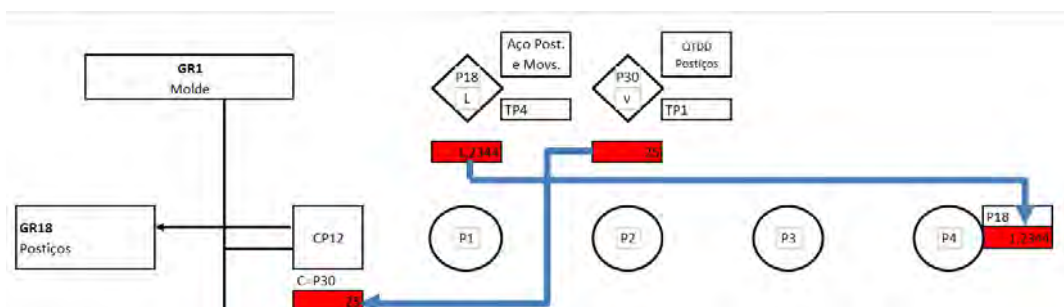 Aço Post.
e Movs.
QTDD
Postiços
GR1
Molde
P18
L
P30
V
TP4
TP1
1,2344
25
GR18
Postiços
CP12
P1
P2
P3
P4
P18
1,2344
C=P30
25